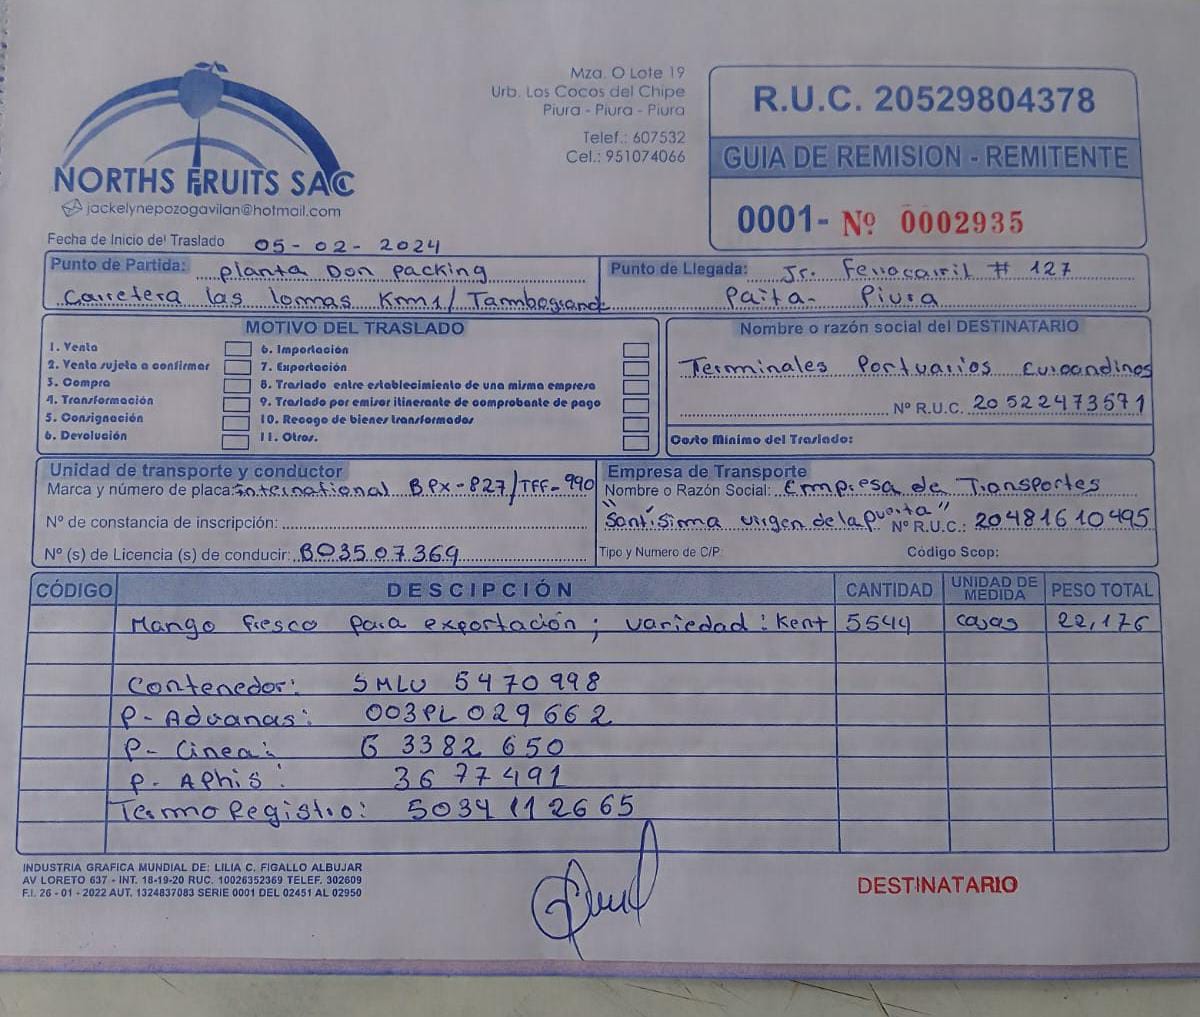 NORTHS FRUITS SAC
jackelynepozogavilan@hotmail.com
Mza. O Lote 19
Urb. Los Cocos del Chipe
Piura - Piura - Piura
Telef.: 607532
Cel.: 951074066
R.U.C. 20529804378
GUIA DE REMISION - REMITENTE
0001- Nº 0002935
Fecha de Inicio del Traslado 05-02-2024
Punto de Partida: planta Don packing
Carretera las lomas Km1/Tambogrande
Punto de Llegada: Jr. Ferrocarril # 127
Paita- Piura
MOTIVO DEL TRASLADO
1. Venta
2. Venta sujeta a confirmar
3. Compra
4. Transformación
5. Consignación
6. Devolución
6. Importación
7. Exportación
8. Traslado entre establecimiento de una misma empresa
9. Traslado por emisor itinerante de comprobante de pago
10. Recogo de bienes transformados
11. Otros.
Nombre o razón social del DESTINATARIO
Terminales Portuarios Euroandinos
Nº R.U.C. 20522473571
Costo Mínimo del Traslado:
Unidad de transporte y conductor
Marca y número de placa: international BPX-827/TFF-990
Nº de constancia de inscripción:
Nº (s) de Licencia (s) de conducir: B03507369
Empresa de Transporte
Nombre o Razón Social: Empresa de Transportes
"Santísima virgen de la puerta" Nº R.U.C.: 20481610495
Tipo y Numero de C/P: Código Scop:
CÓDIGO DESCIPCIÓN CANTIDAD UNIDAD DE MEDIDA PESO TOTAL
Mango fresco para exportación; variedad: Kent 5544 cajas 22,176
Contenedor: SMLU 5470998
P- Aduanas: 003PL029662
P- Linea: G 3382 650
P. Aphis: 3677491
Termo Registro: 5034112665
INDUSTRIA GRAFICA MUNDIAL DE: LILIA C. FIGALLO ALBUJAR
AV LORETO 637 - INT. 18-19-20 RUC. 10026352369 TELEF. 302609
F.I. 26 - 01 - 2022 AUT. 1324837083 SERIE 0001 DEL 02451 AL 02950
DESTINATARIO